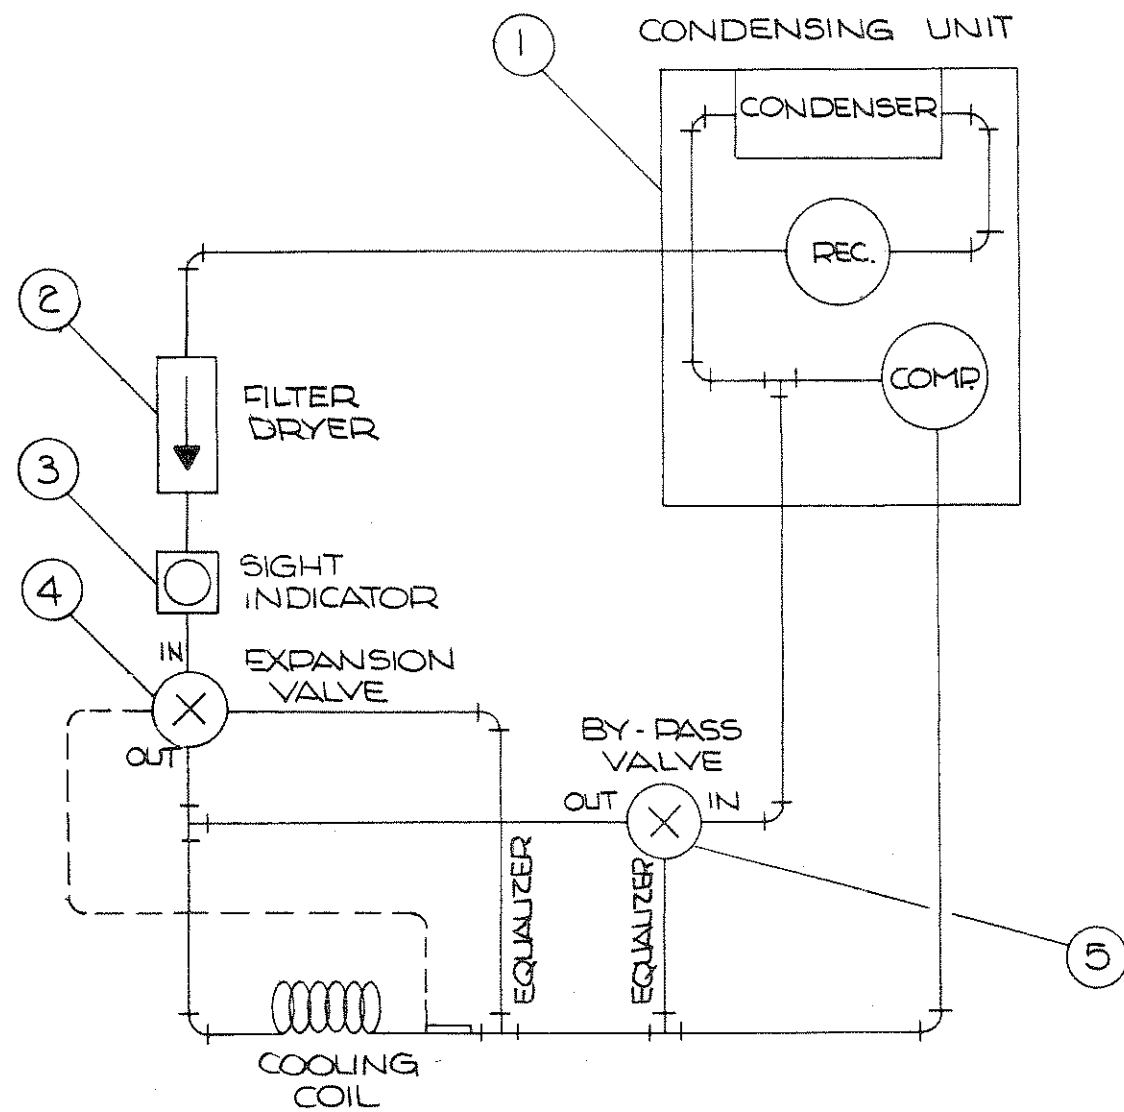 1
CONDENSING UNIT
CONDENSER
REC.
2
COMP.
FILTER
DRYER
3
SIGHT
INDICATOR
4
IN
EXPANSION
VALVE
OUT
BY-PASS
VALVE
OUT
IN
EQUALIZER
EQUALIZER
5
COOLING
COIL